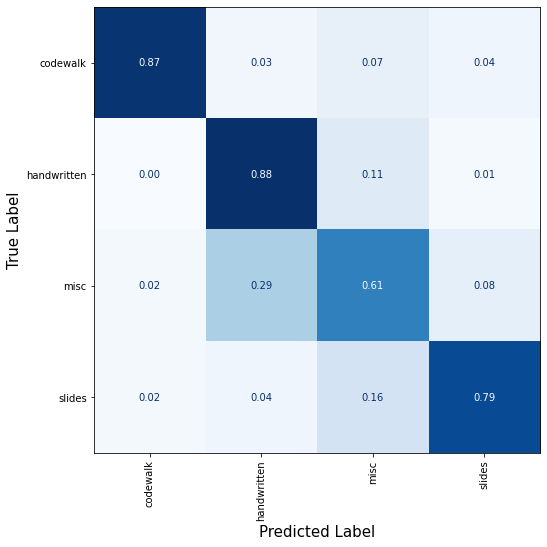 codewalk 0.87 0.03 0.07 0.04
handwritten 0.00 0.88 0.11 0.01
misc 0.02 0.29 0.61 0.08
slides 0.02 0.04 0.16 0.79
True Label
codewalk handwritten misc slides
Predicted Label